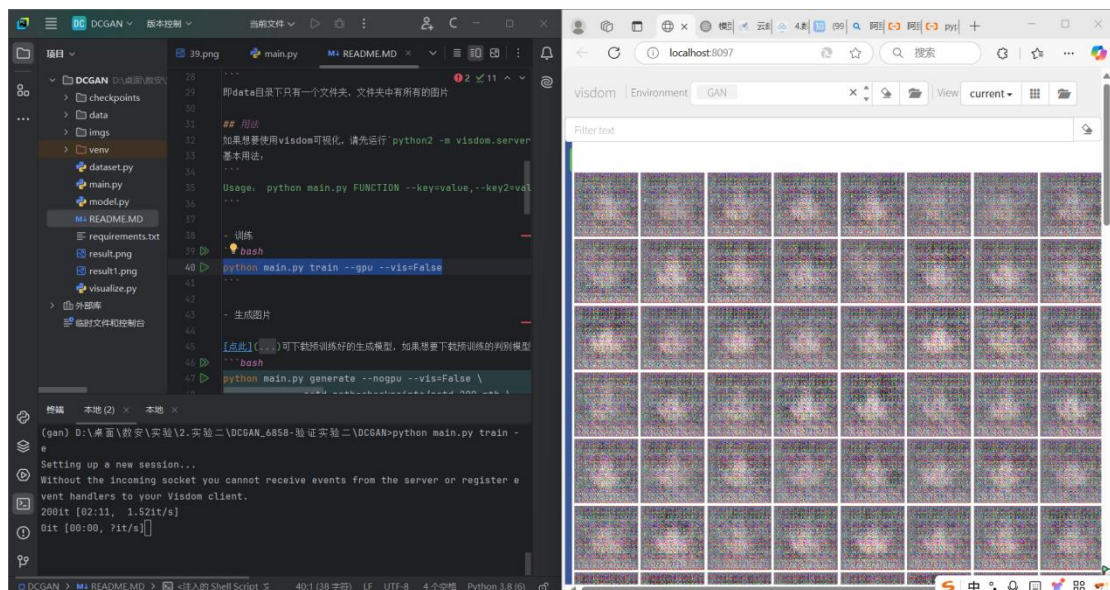 DC DCGAN 版本控制 当前文件
项目
DCGAN D:\桌面\数安\
checkpoints
data
imgs
venv
dataset.py
main.py
model.py
README.MD
requirements.txt
result.png
result1.png
visualize.py
外部库
临时文件和控制台
39.png main.py README.MD
2 11
28 ```
29 即data目录下只有一个文件夹，文件夹中有所有的图片
30
31 ## 用法
32 如果想要使用visdom可视化，请先运行`python2 -m visdom.server
33 基本用法：
34 ```
35 Usage： python main.py FUNCTION --key=value,--key2=val
36 ```
37
38 - 训练
39 bash
40 python main.py train --gpu --vis=False
41 ```
42
43 - 生成图片
44
45 [点此](...)可下载预训练好的生成模型，如果想要下载预训练的判别模型
46 ```bash
47 python main.py generate --nogpu --vis=False \
终端 本地 (2) × 本地 ×
(gan) D:\桌面\数安\实验\2.实验二\DCGAN_6858-验证实验二\DCGAN>python main.py train -
e
Setting up a new session...
Without the incoming socket you cannot receive events from the server or register e
vent handlers to your Visdom client.
200it [02:11, 1.52it/s]
0it [00:00, ?it/s]
DCGAN > README.MD > <注入的 Shell Script 40:1 (38 字符) LF UTF-8 4 个空格 Python 3.8 (6)
localhost:8097
搜索
visdom Environment GAN View current
Filter text
中